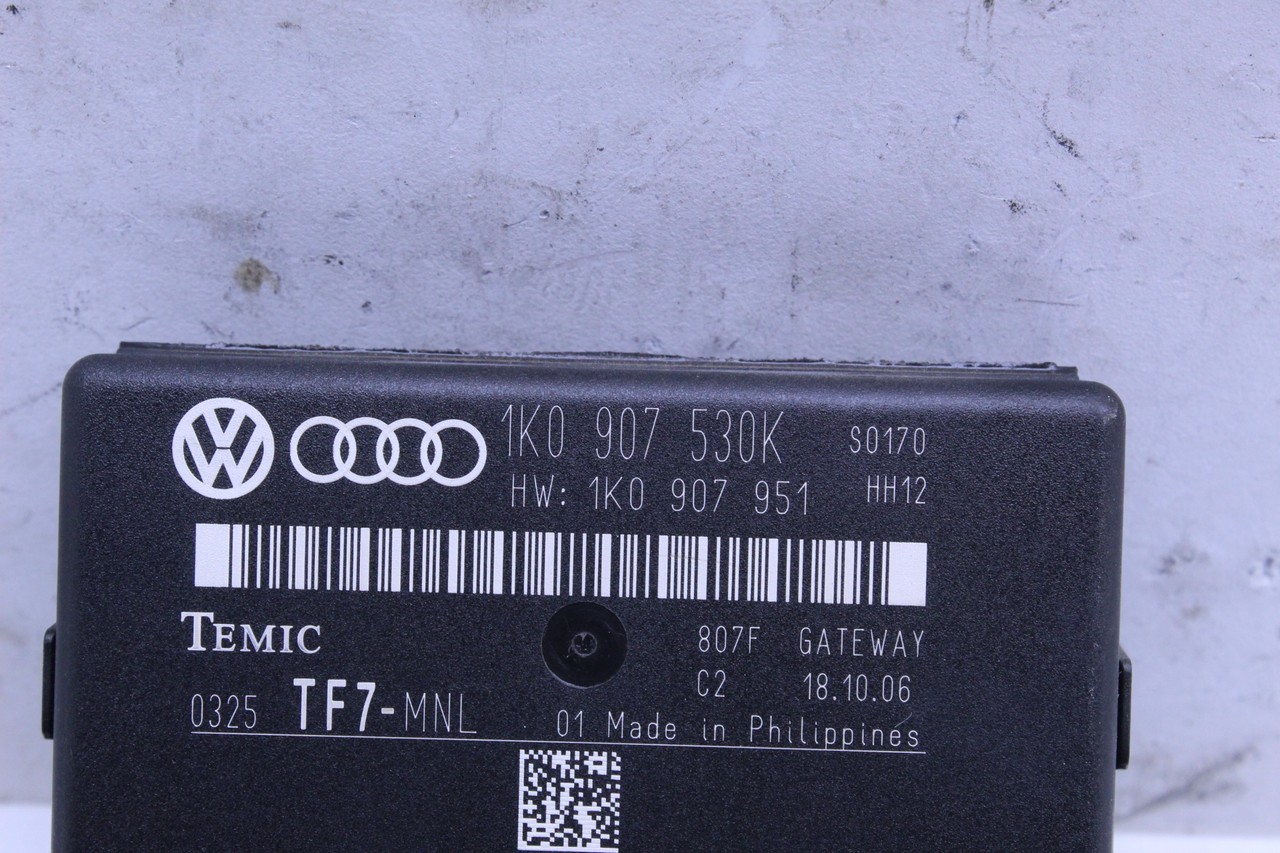 1K0 907 530K S0170
HW: 1K0 907 951 HH12
TEMIC
807F GATEWAY
C2 18.10.06
0325 TF7-MNL 01 Made in Philippines